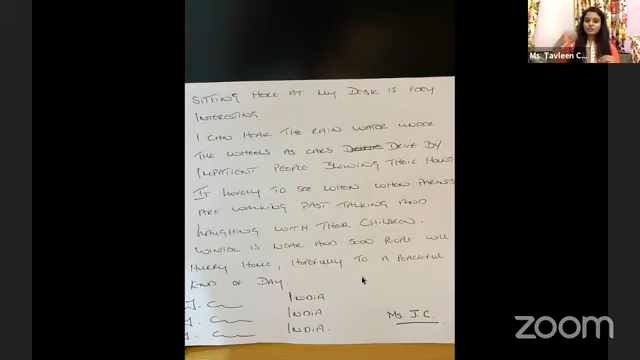 Ms. Tavleen C...
SITTING HERE AT MY DESK IS VERY
INTERESTING
I CAN HEAR THE RAIN WATER UNDER
THE WHEELS AS CARS DRIVE BY.
IMPATIENT PEOPLE BLOWING THEIR HORNS
IT LOVELY TO SEE WHEN WHEN PARENTS
ARE WALKING PAST TALKING AND
LAUGHING WITH THEIR CHILDREN.
WINTER IS NEAR AND SOON PEOPLE WILL
HURRY HOME, HOPEFULLY TO A PEACEFUL
END OF DAY.
INDIA
INDIA
INDIA.
Ms. J.C.
zoom